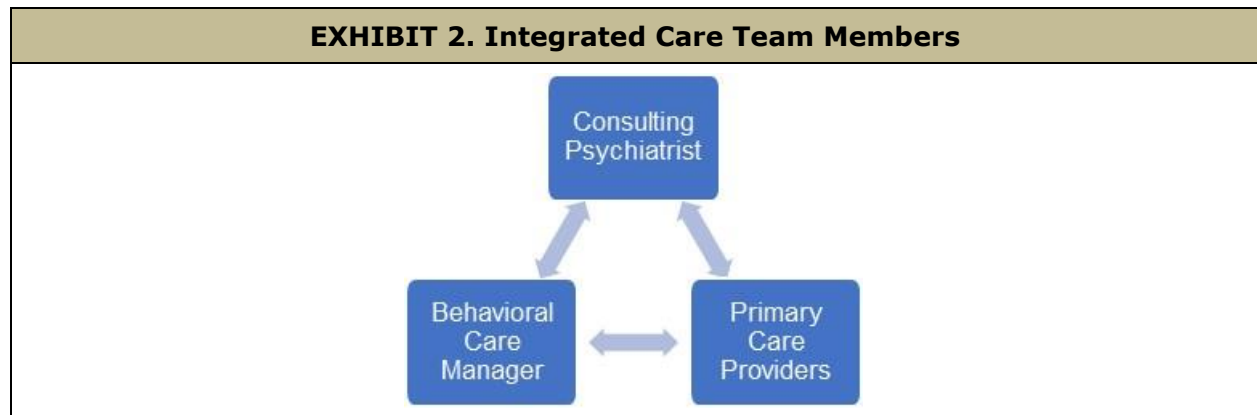 EXHIBIT 2. Integrated Care Team Members
Consulting
Psychiatrist
Behavioral
Care
Manager
Primary
Care
Providers